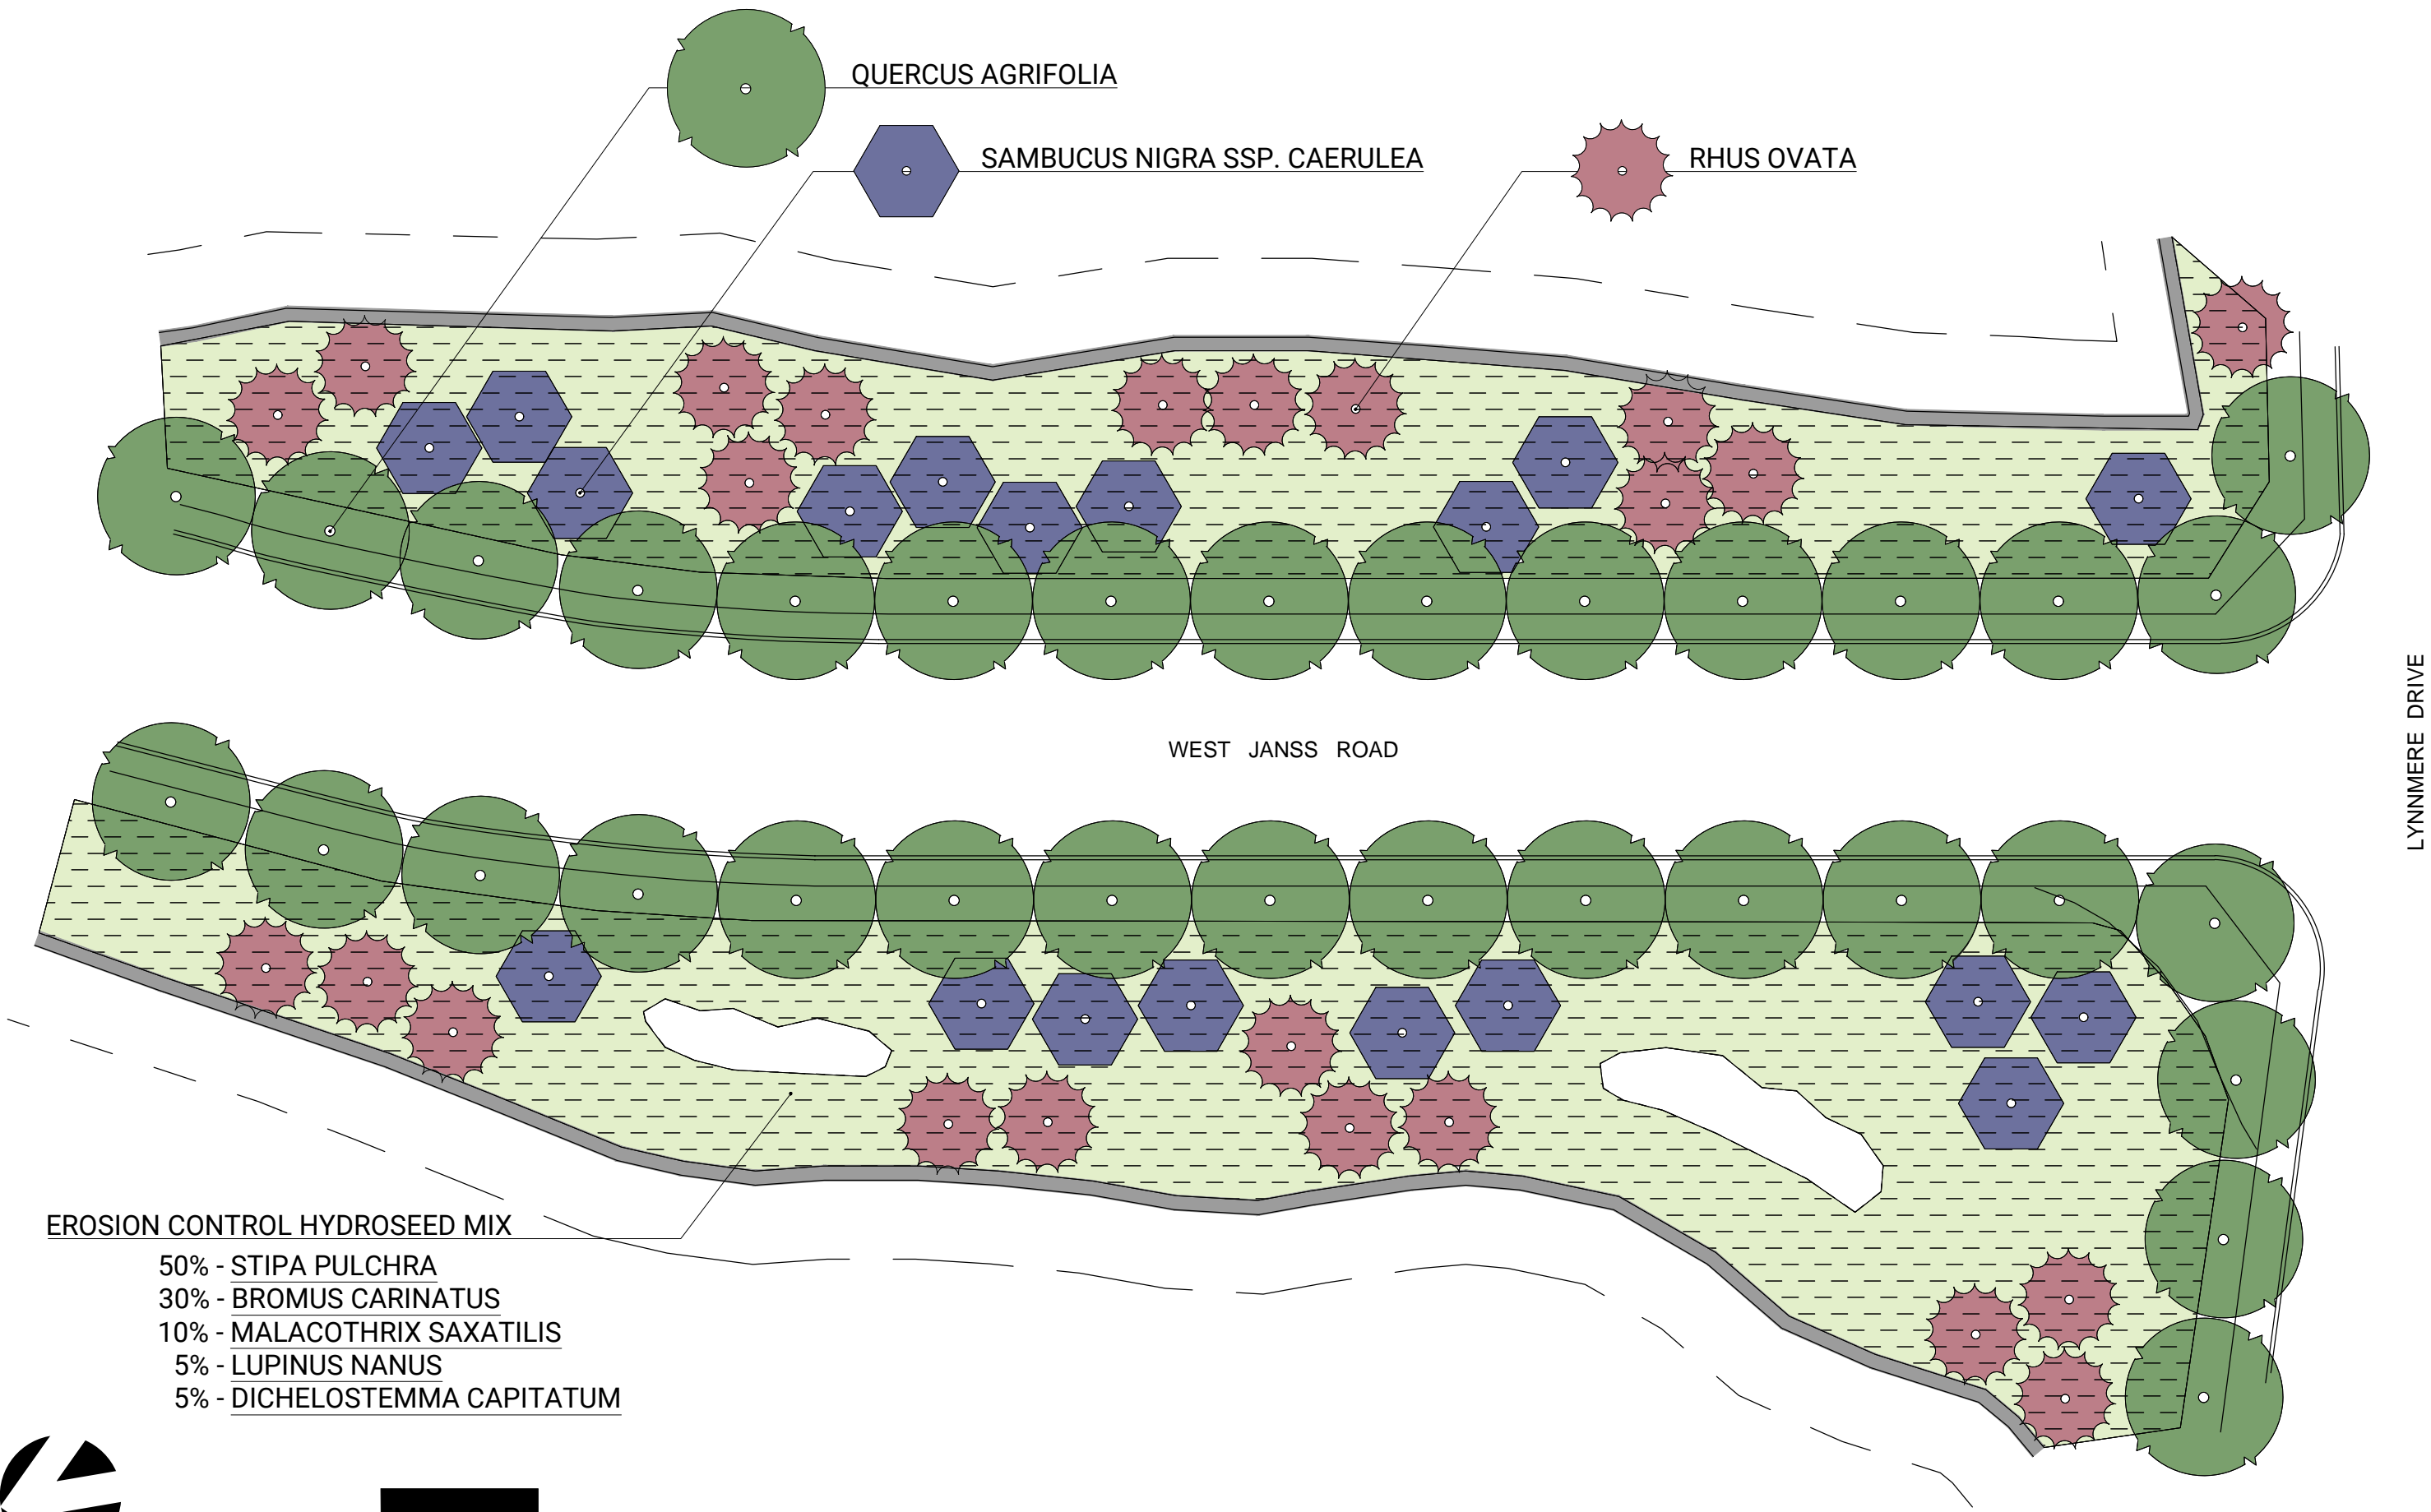 QUERCUS AGRIFOLIA
SAMBUCUS NIGRA SSP. CAERULEA
RHUS OVATA
WEST JANSS ROAD
LYNNMERE DRIVE
EROSION CONTROL HYDROSEED MIX
50% - STIPA PULCHRA
30% - BROMUS CARINATUS
10% - MALACOTHRIX SAXATILIS
5% - LUPINUS NANUS
5% - DICHELOSTEMMA CAPITATUM